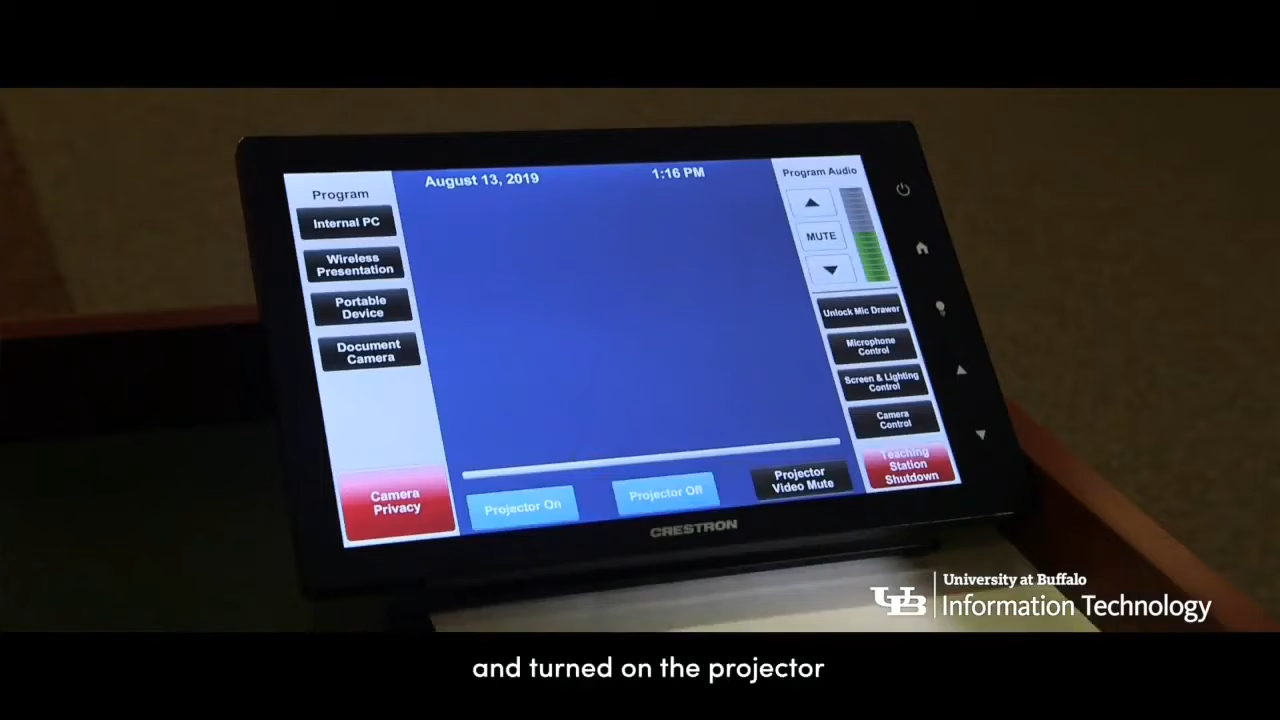 August 13, 2019
1:16 PM
Program
Internal PC
Wireless
Presentation
Portable
Device
Document
Camera
Camera
Privacy
Program Audio
MUTE
Unlock Mic Drawer
Microphone
Control
Screen & Lighting
Control
Camera
Control
Teaching
Station
Shutdown
Projector On
Projector Off
Projector
Video Mute
CRESTRON
UB
University at Buffalo
Information Technology
and turned on the projector